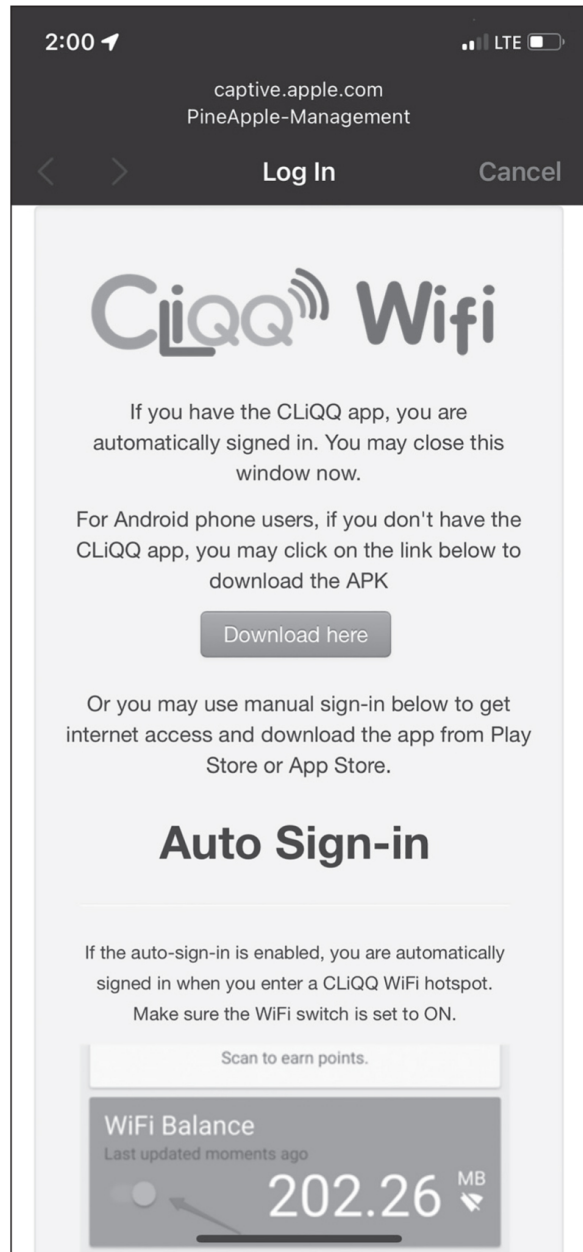 2:00
LTE
captive.apple.com
PineApple-Management
Log In
Cancel
CLiQQ Wifi
If you have the CLiQQ app, you are
automatically signed in. You may close this
window now.
For Android phone users, if you don't have the
CLiQQ app, you may click on the link below to
download the APK
Download here
Or you may use manual sign-in below to get
internet access and download the app from Play
Store or App Store.
Auto Sign-in
If the auto-sign-in is enabled, you are automatically
signed in when you enter a CLiQQ WiFi hotspot.
Make sure the WiFi switch is set to ON.
Scan to earn points.
WiFi Balance
Last updated moments ago
202.26 MB